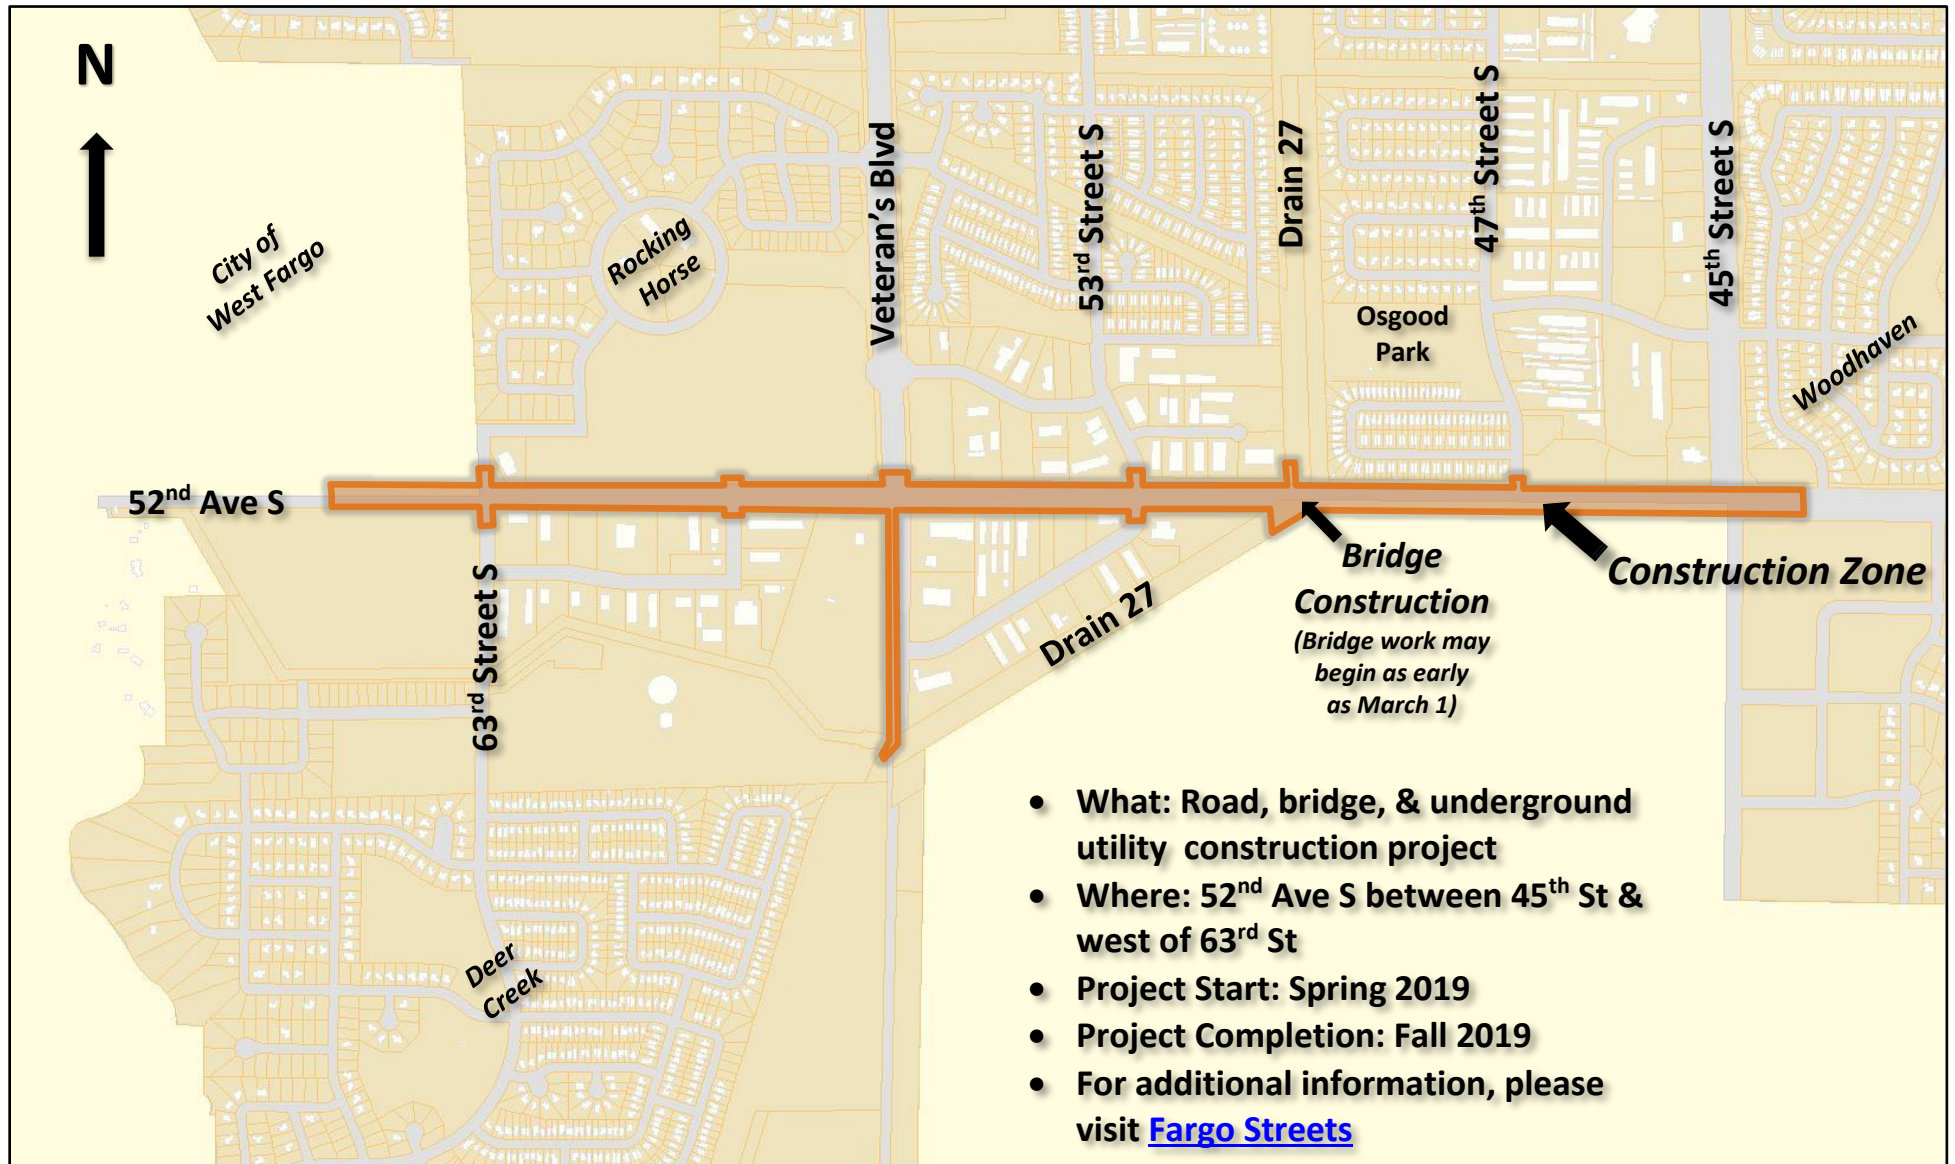 N
City of
West Fargo
Rocking
Horse
Veteran's Blvd
53rd Street S
Drain 27
47th Street S
45th Street S
Osgood
Park
Woodhaven
52nd Ave S
63rd Street S
Drain 27
Bridge
Construction
(Bridge work may
begin as early
as March 1)
Construction Zone
Deer
Creek
• What: Road, bridge, & underground
utility construction project
• Where: 52nd Ave S between 45th St &
west of 63rd St
• Project Start: Spring 2019
• Project Completion: Fall 2019
• For additional information, please
visit Fargo Streets